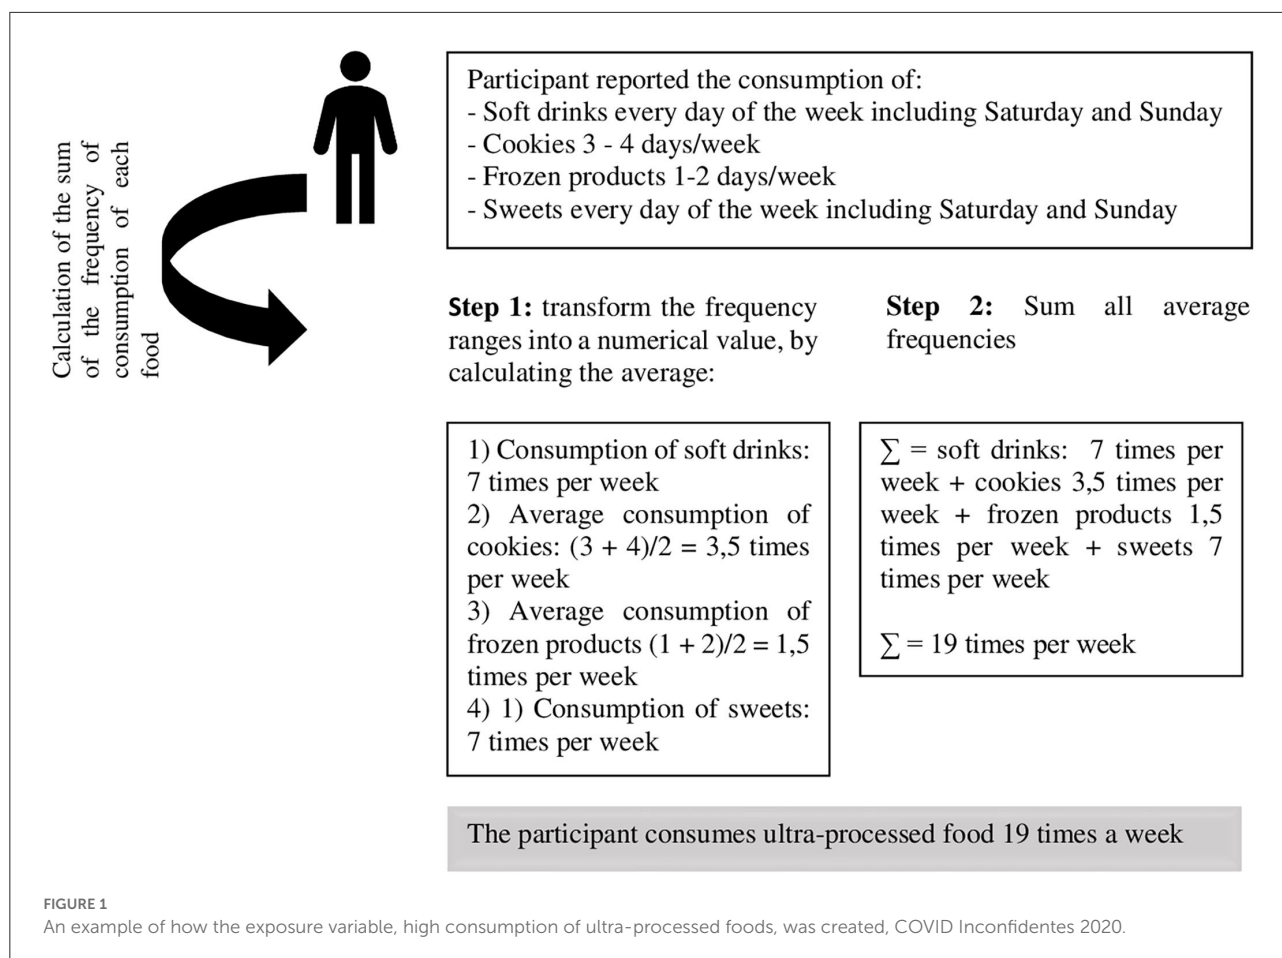 Calculation of the sum
of the frequency of
consumption of each
food
Participant reported the consumption of:
- Soft drinks every day of the week including Saturday and Sunday
- Cookies 3 - 4 days/week
- Frozen products 1-2 days/week
- Sweets every day of the week including Saturday and Sunday
Step 1: transform the frequency
ranges into a numerical value, by
calculating the average:
1) Consumption of soft drinks:
7 times per week
2) Average consumption of
cookies: (3 + 4)/2 = 3,5 times
per week
3) Average consumption of
frozen products (1 + 2)/2 = 1,5
times per week
4) 1) Consumption of sweets:
7 times per week
Step 2: Sum all average
frequencies
∑ = soft drinks: 7 times per
week + cookies 3,5 times per
week + frozen products 1,5
times per week + sweets 7
times per week
∑ = 19 times per week
The participant consumes ultra-processed food 19 times a week
FIGURE 1
An example of how the exposure variable, high consumption of ultra-processed foods, was created, COVID Inconfidentes 2020.